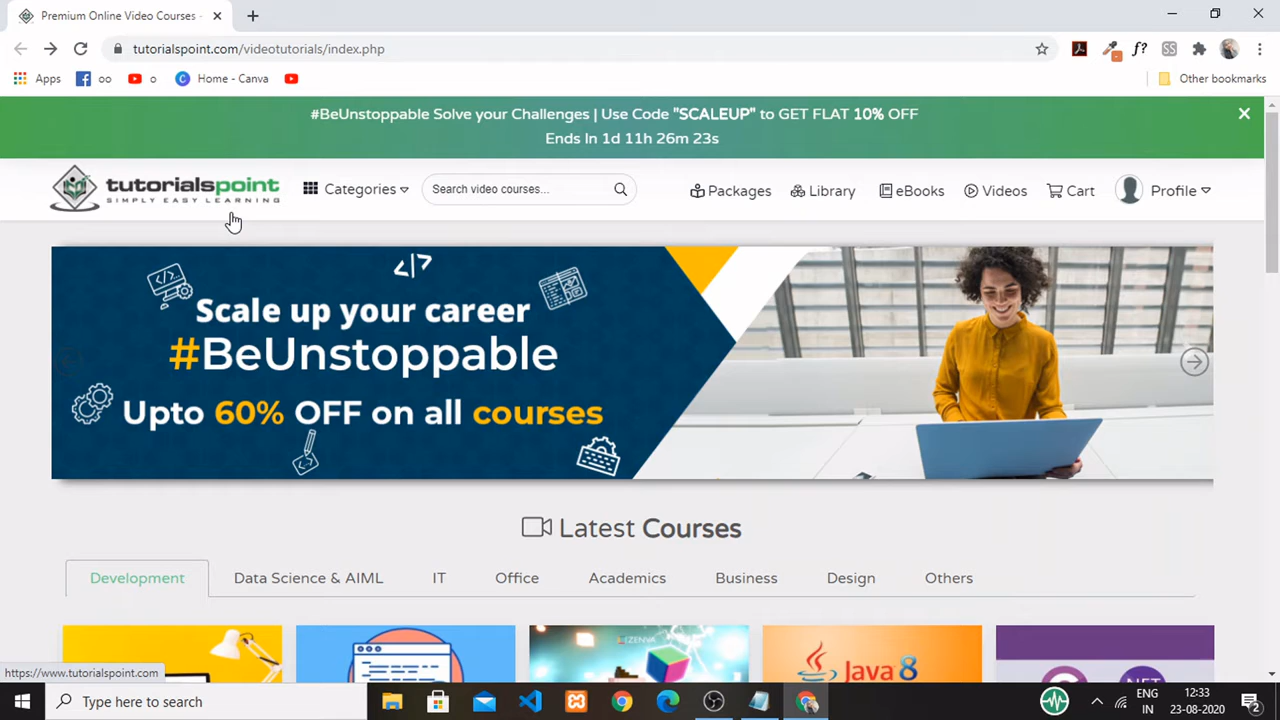 Premium Online Video Courses -
tutorialspoint.com/videotutorials/index.php
Apps
oo
o
Home - Canva
Other bookmarks
#BeUnstoppable Solve your Challenges | Use Code "SCALEUP" to GET FLAT 10% OFF
Ends In 1d 11h 26m 23s
tutorialspoint
SIMPLY EASY LEARNING
Categories
Search video courses...
Packages
Library
eBooks
Videos
Cart
Profile
Scale up your career
#BeUnstoppable
Upto 60% OFF on all courses
Latest Courses
Development
Data Science & AIML
IT
Office
Academics
Business
Design
Others
ZENVA
Java 8
https://www.tutorialspoint.com
Type here to search
ENG
IN
12:33
23-08-2020
2